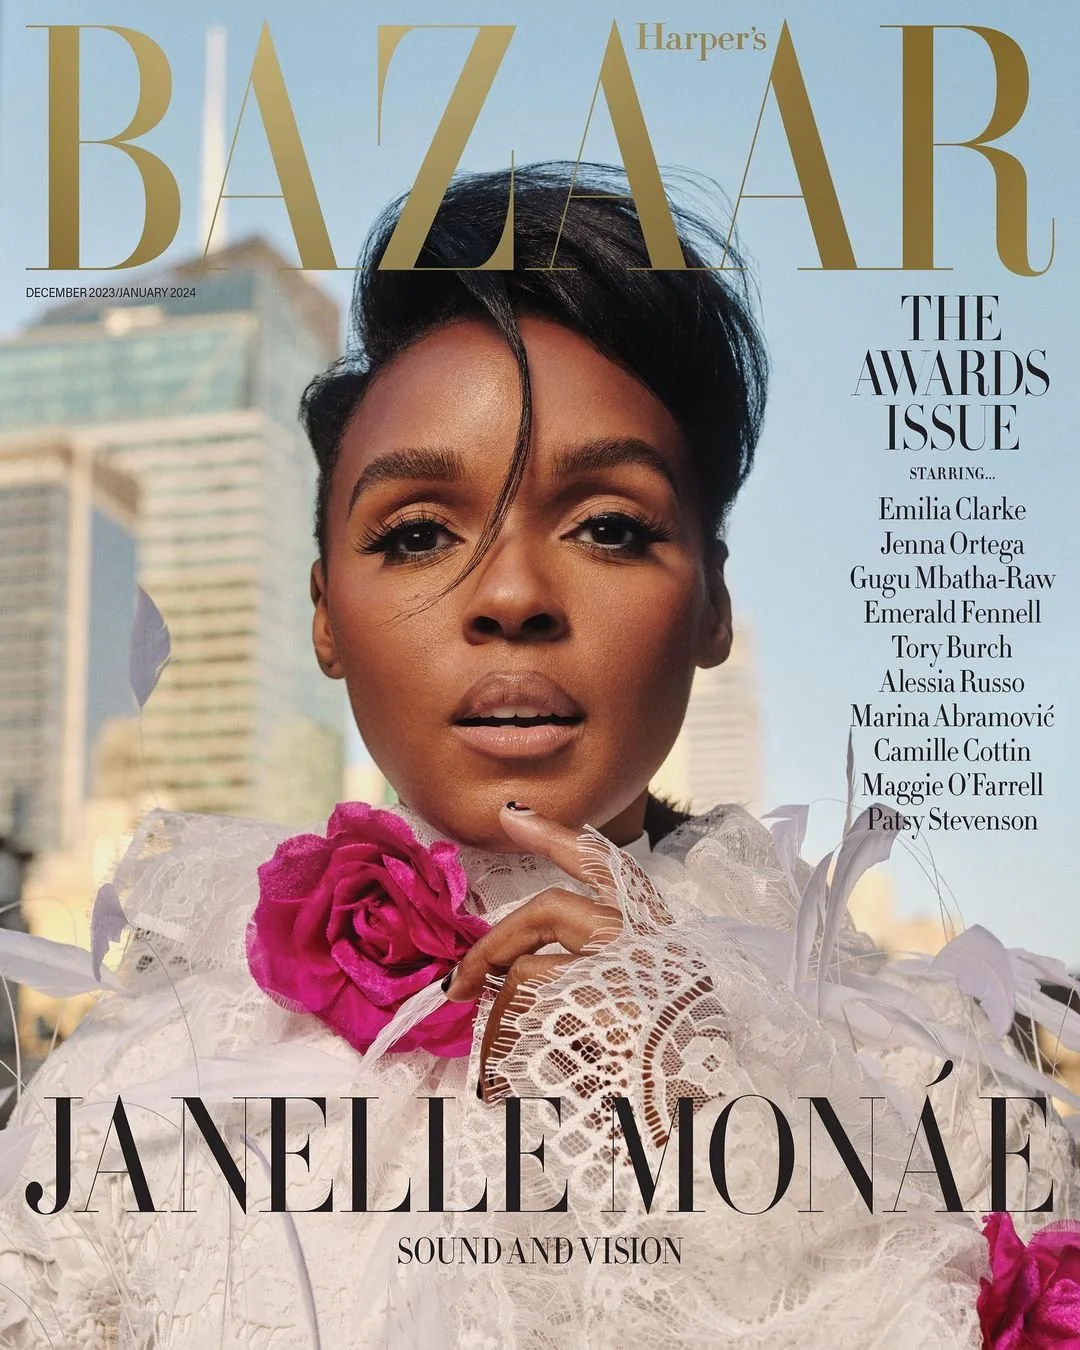 Harper's
BAZAAR
DECEMBER 2023/JANUARY 2024
THE
AWARDS
ISSUE
STARRING...
Emilia Clarke
Jenna Ortega
Gugu Mbatha-Raw
Emerald Fennell
Tory Burch
Alessia Russo
Marina Abramović
Camille Cottin
Maggie O'Farrell
Patsy Stevenson
JANELLE MONÁE
SOUND AND VISION